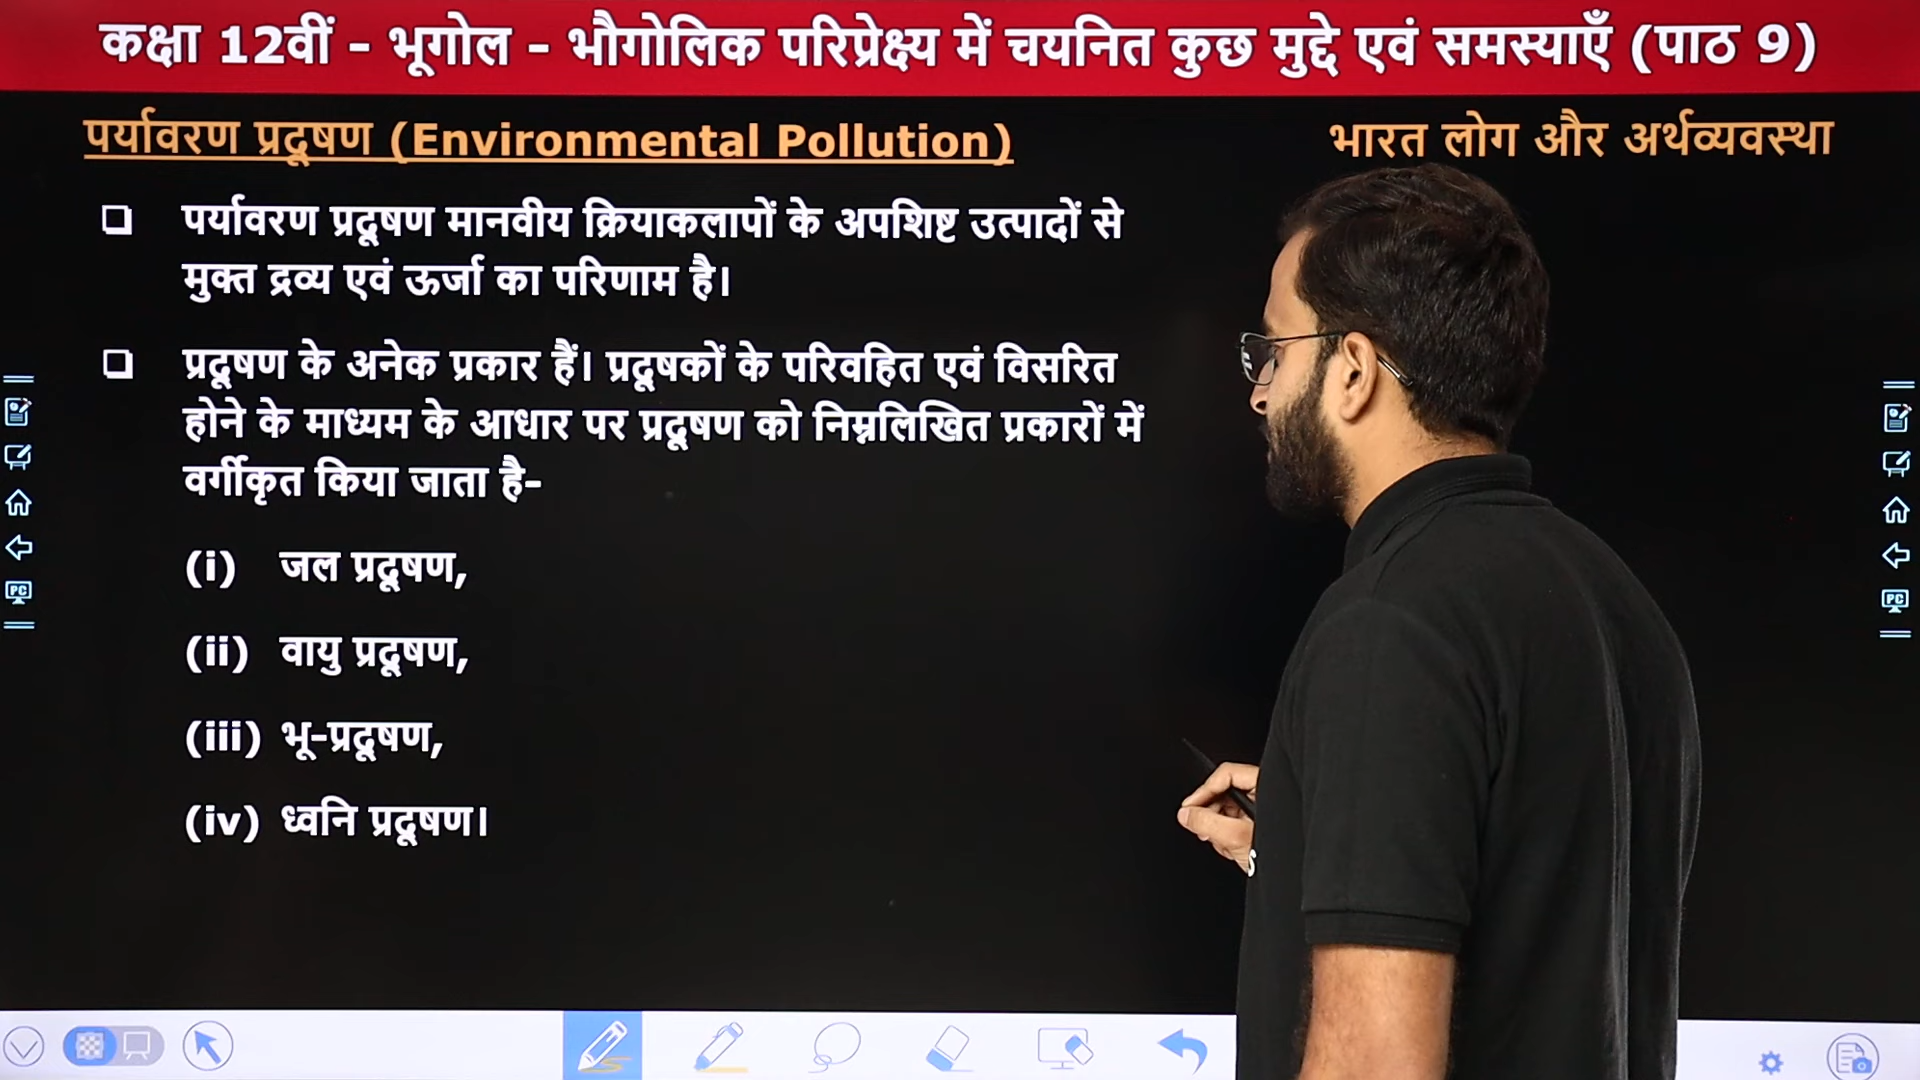 कक्षा 12वीं - भूगोल - भौगोलिक परिप्रेक्ष्य में चयनित कुछ मुद्दे एवं समस्याएँ (पाठ 9)
पर्यावरण प्रदूषण (Environmental Pollution)
भारत लोग और अर्थव्यवस्था
पर्यावरण प्रदूषण मानवीय क्रियाकलापों के अपशिष्ट उत्पादों से
मुक्त द्रव्य एवं ऊर्जा का परिणाम है।
प्रदूषण के अनेक प्रकार हैं। प्रदूषकों के परिवहित एवं विसरित
होने के माध्यम के आधार पर प्रदूषण को निम्नलिखित प्रकारों में
वर्गीकृत किया जाता है-
(i) जल प्रदूषण,
(ii) वायु प्रदूषण,
(iii) भू-प्रदूषण,
(iv) ध्वनि प्रदूषण।
PC
PC